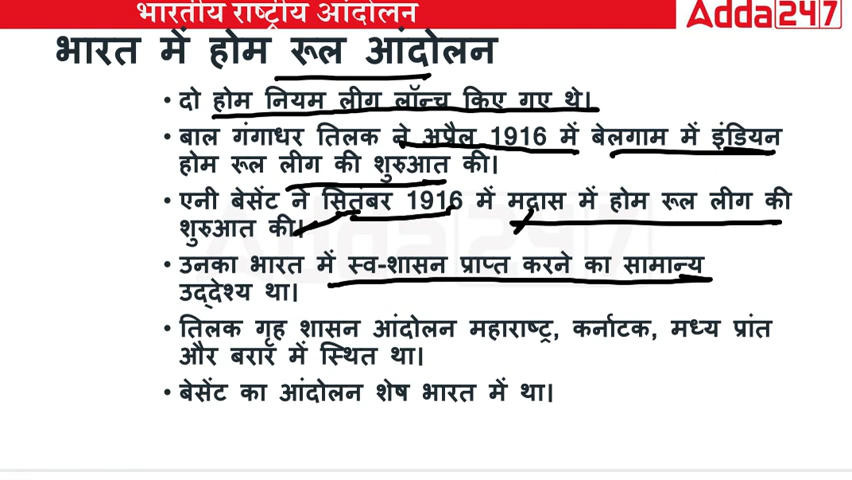 भारतीय राष्ट्रीय आंदोलन
Adda247
भारत में होम रूल आंदोलन
• दो होम नियम लीग लॉन्च किए गए थे।
• बाल गंगाधर तिलक ने अप्रैल 1916 में बेलगाम में इंडियन
होम रूल लीग की शुरुआत की।
• एनी बेसेंट ने सितंबर 1916 में मद्रास में होम रूल लीग की
शुरुआत की।
• उनका भारत में स्व-शासन प्राप्त करने का सामान्य
उद्देश्य था।
• तिलक गृह शासन आंदोलन महाराष्ट्र, कर्नाटक, मध्य प्रांत
और बरार में स्थित था।
• बेसेंट का आंदोलन शेष भारत में था।